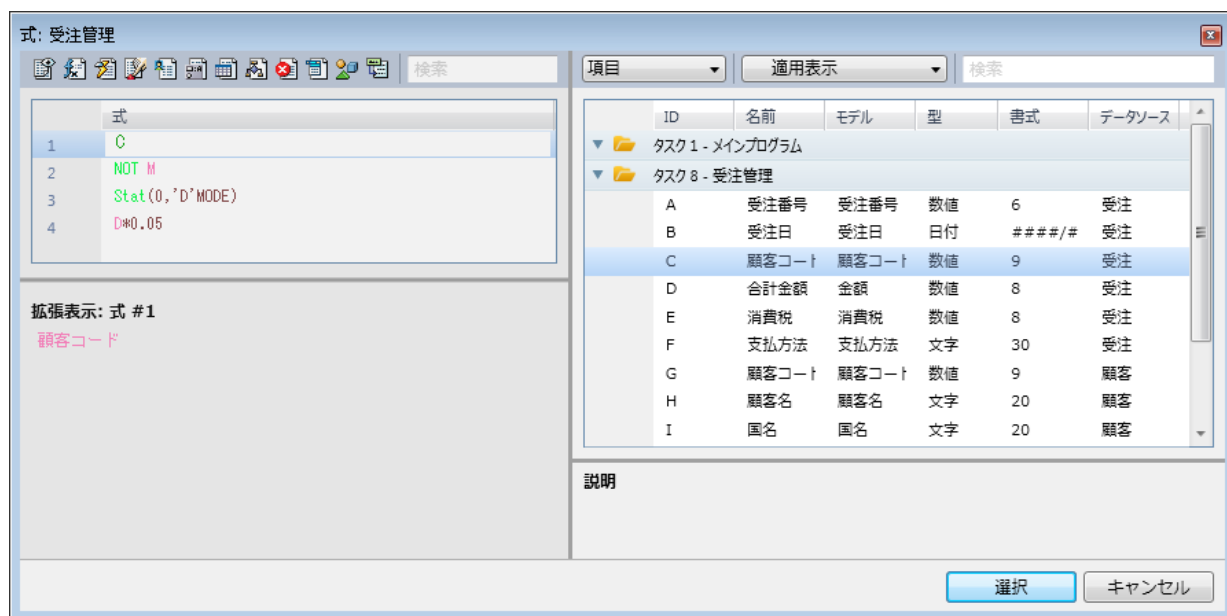 式: 受注管理
検索
式
1 C
2 NOT M
3 Stat(0,'D'MODE)
4 D*0.05
拡張表示: 式 #1
顧客コード
項目 適用表示 検索
ID 名前 モデル 型 書式 データソース
タスク 1 - メインプログラム
タスク 8 - 受注管理
A 受注番号 受注番号 数値 6 受注
B 受注日 受注日 日付 ####/# 受注
C 顧客コート 顧客コート 数値 9 受注
D 合計金額 金額 数値 8 受注
E 消費税 消費税 数値 8 受注
F 支払方法 支払方法 文字 30 受注
G 顧客コート 顧客コート 数値 9 顧客
H 顧客名 顧客名 文字 20 顧客
I 国名 国名 文字 20 顧客
説明
選択 キャンセル